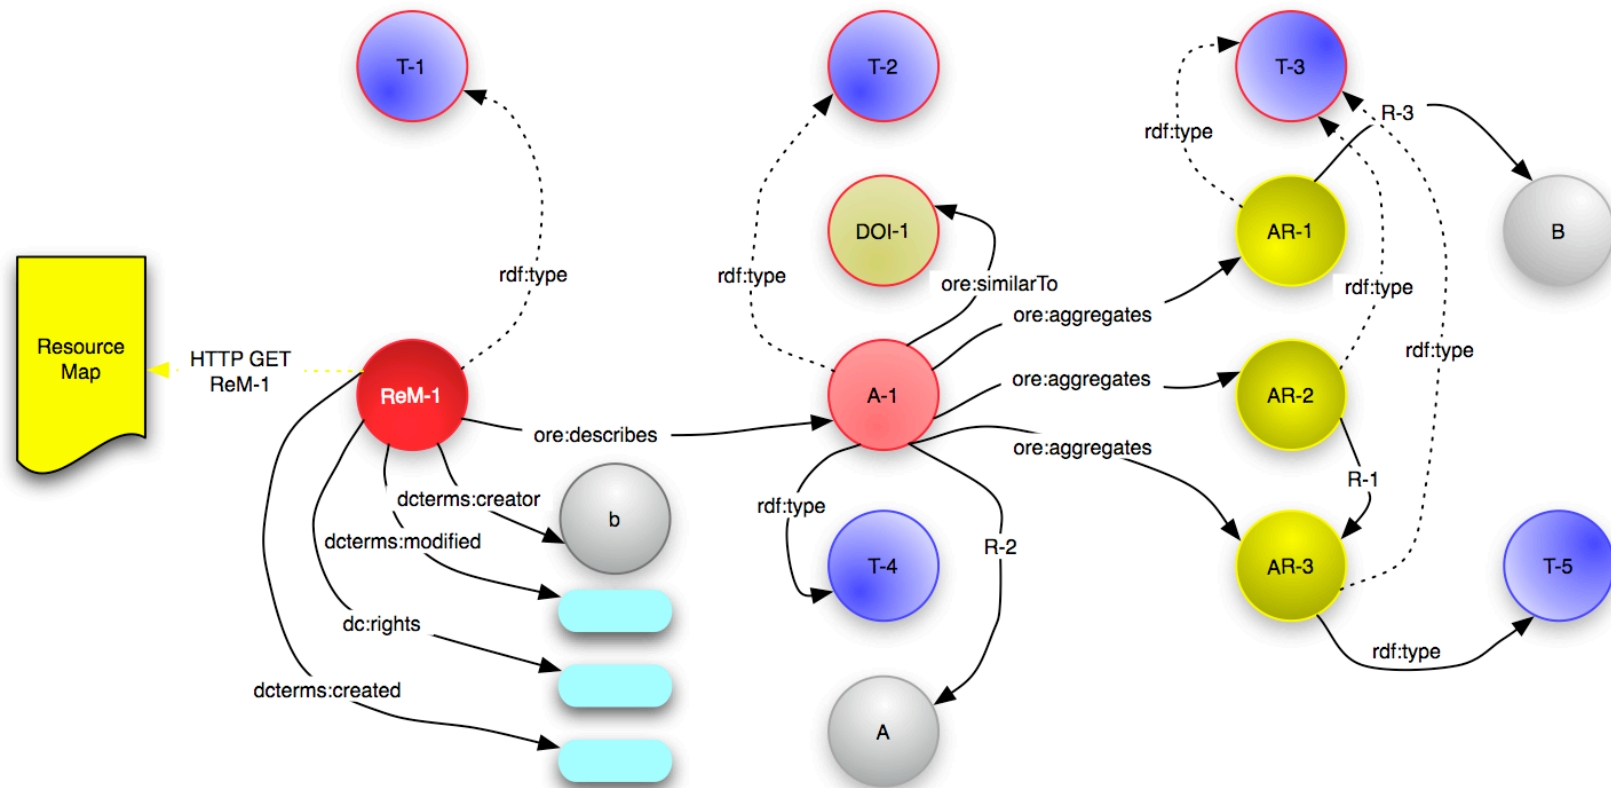 T-1
T-2
T-3
R-3
rdf:type
DOI-1
AR-1
B
rdf:type
rdf:type
ore:similarTo
rdf:type
ore:aggregates
Resource
Map
HTTP GET
ReM-1
ReM-1
A-1
ore:aggregates
AR-2
rdf:type
ore:describes
ore:aggregates
R-1
dcterms:creator
b
rdf:type
dcterms:modified
R-2
T-4
AR-3
T-5
dc:rights
rdf:type
dcterms:created
A